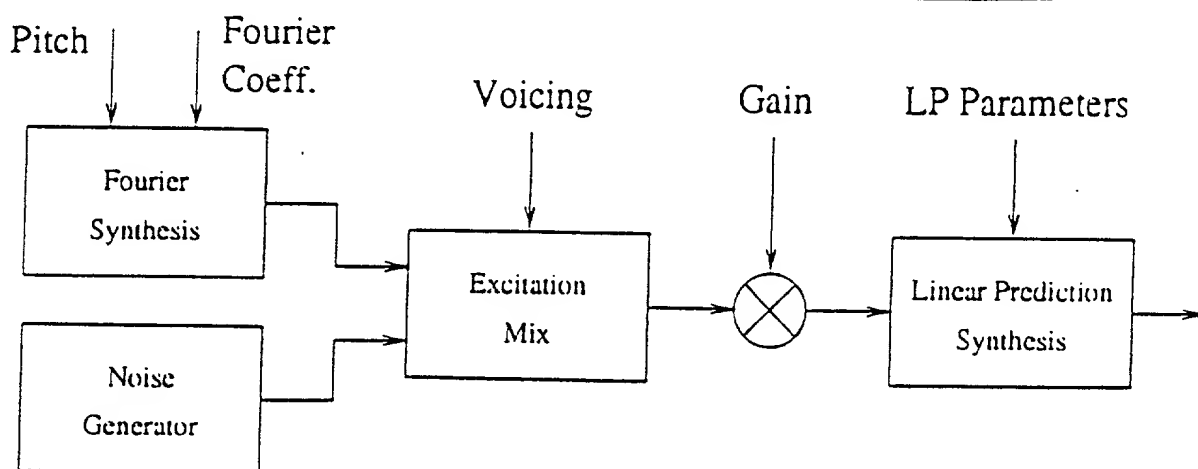 Pitch
Fourier
Coeff.
Voicing
Gain
LP Parameters
Fourier
Synthesis
Excitation
Mix
Linear Prediction
Synthesis
Noise
Generator